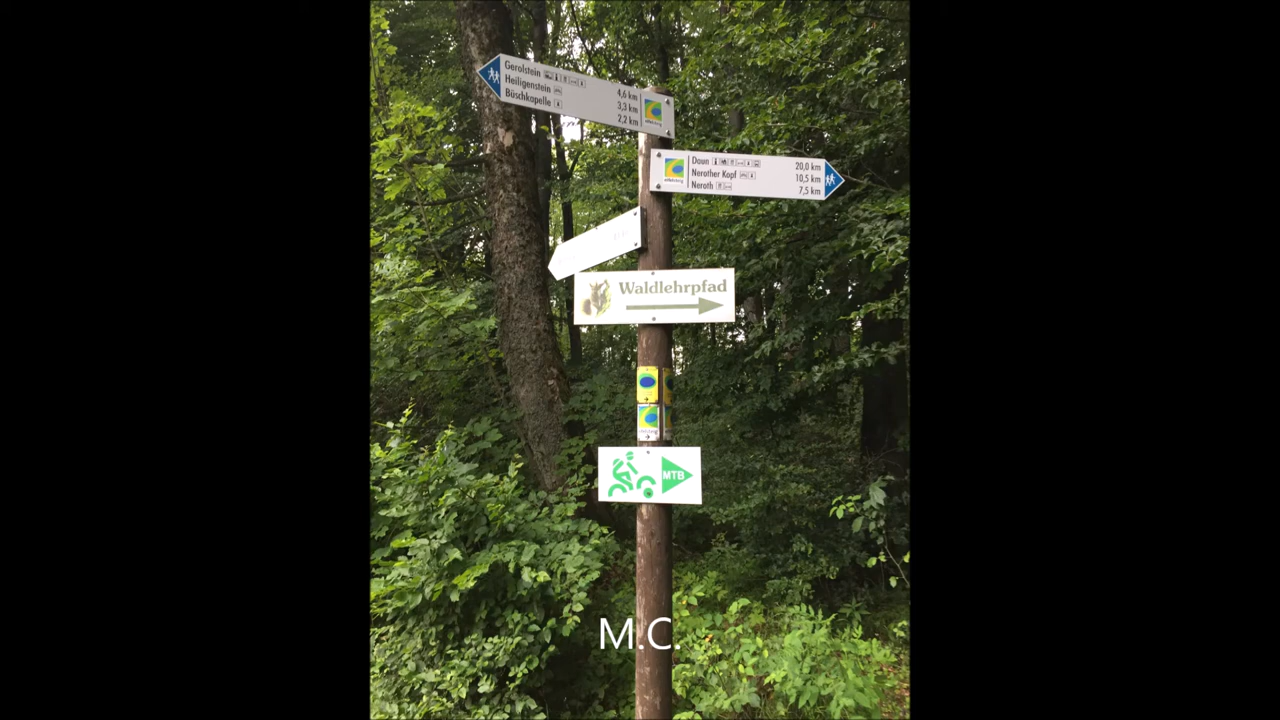 Gerolstein 4,6 km
Heiligenstein 3,3 km
Büschkapelle 2,2 km
Daun 20,0 km
Nerother Kopf 10,5 km
Neroth 7,5 km
Waldlehrpfad
MTB
M.C.